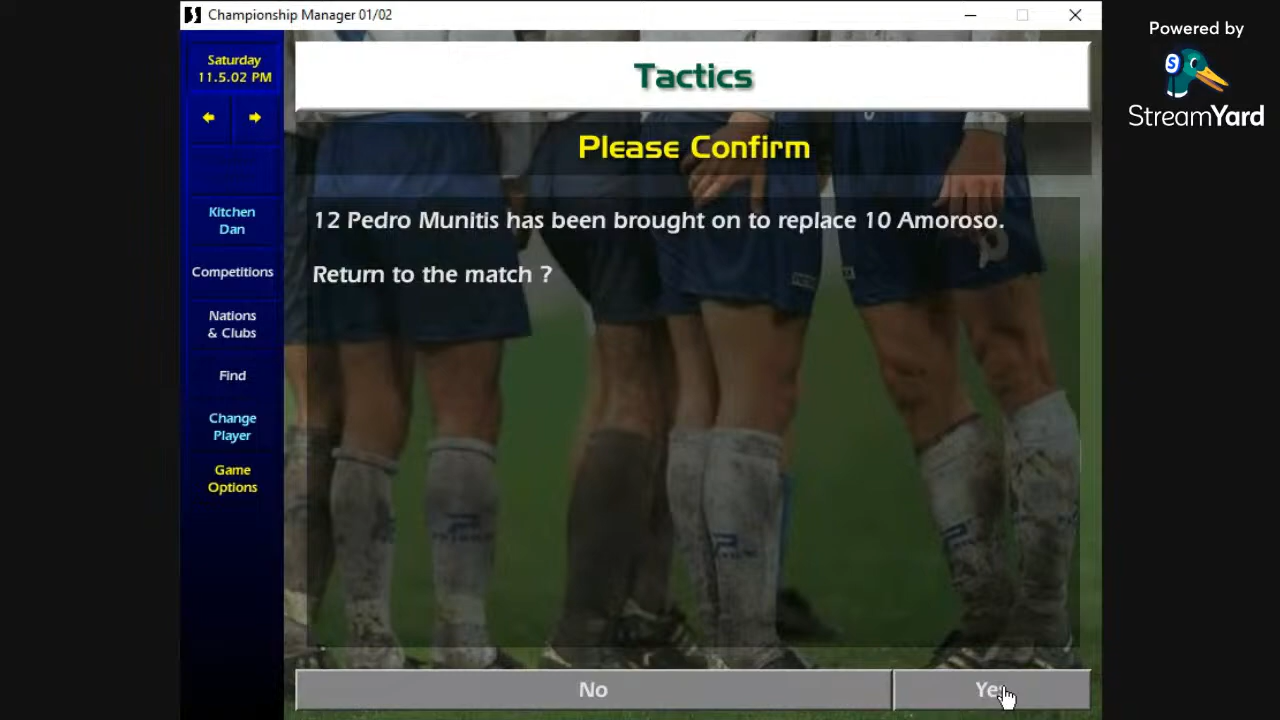 Championship Manager 01/02
Powered by
StreamYard
Saturday
11.5.02 PM
Tactics
Please Confirm
12 Pedro Munitis has been brought on to replace 10 Amoroso.
Return to the match ?
Kitchen
Dan
Competitions
Nations
& Clubs
Find
Change
Player
Game
Options
No
Yes